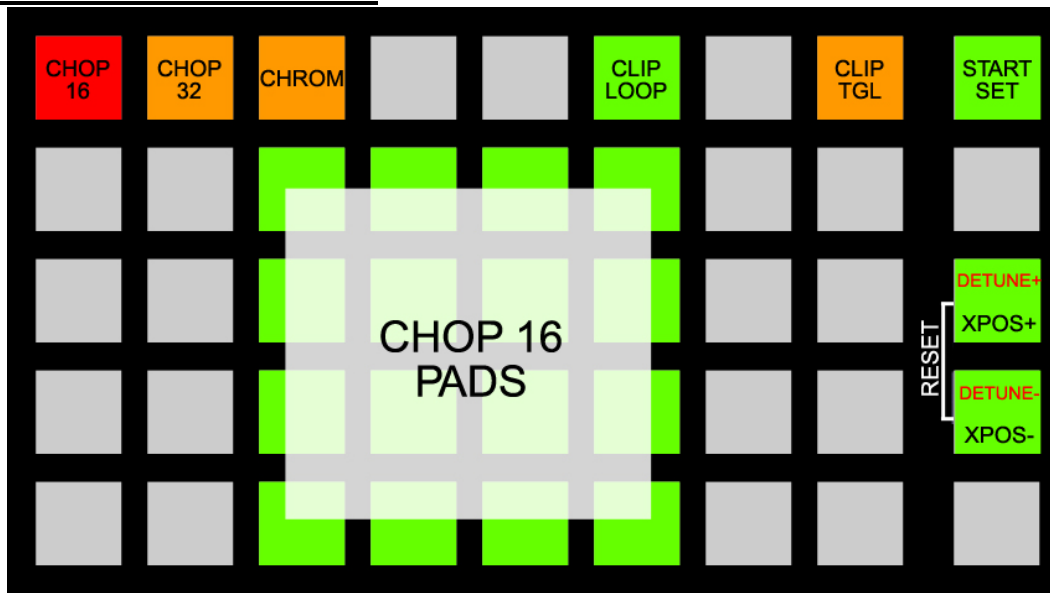 CHOP
16
CHOP
32
CHROM
CLIP
LOOP
CLIP
TGL
START
SET
DETUNE+
XPOS+
RESET
DETUNE-
XPOS-
CHOP 16
PADS